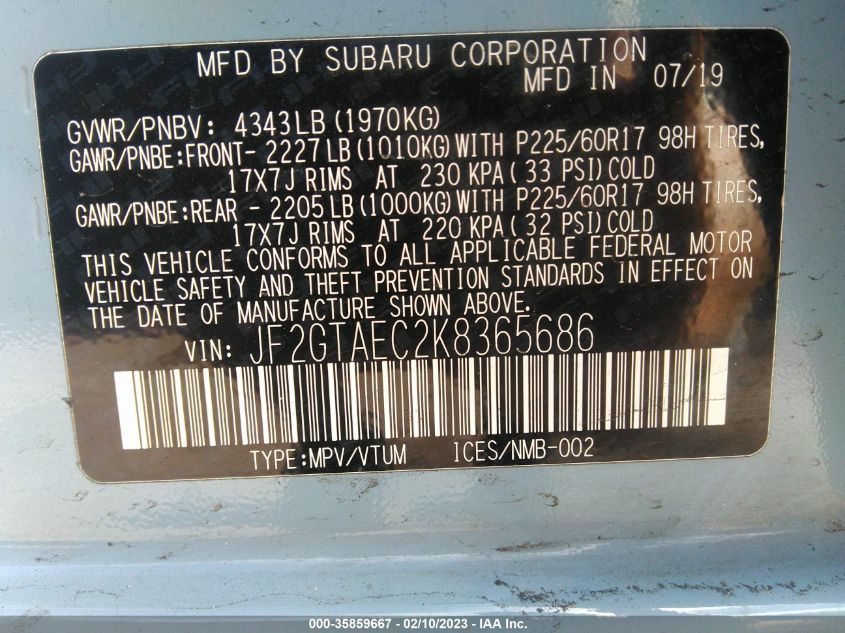 MFD BY SUBARU CORPORATION
MFD IN 07/19
GVWR/PNBV: 4343LB(1970KG)
GAWR/PNBE:FRONT- 2227LB(1010KG)WITH P225/60R17 98H TIRES,
17X7J RIMS AT 230 KPA(33 PSI)COLD
GAWR/PNBE:REAR - 2205LB(1000KG)WITH P225/60R17 98H TIRES,
17X7J RIMS AT 220 KPA(32 PSI)COLD
THIS VEHICLE CONFORMS TO ALL APPLICABLE FEDERAL MOTOR
VEHICLE SAFETY AND THEFT PREVENTION STANDARDS IN EFFECT ON
THE DATE OF MANUFACTURE SHOWN ABOVE.
VIN: JF2GTAEC2K8365686
TYPE:MPV/VTUM ICES/NMB-002
000-35859667 - 02/10/2023 - IAA Inc.